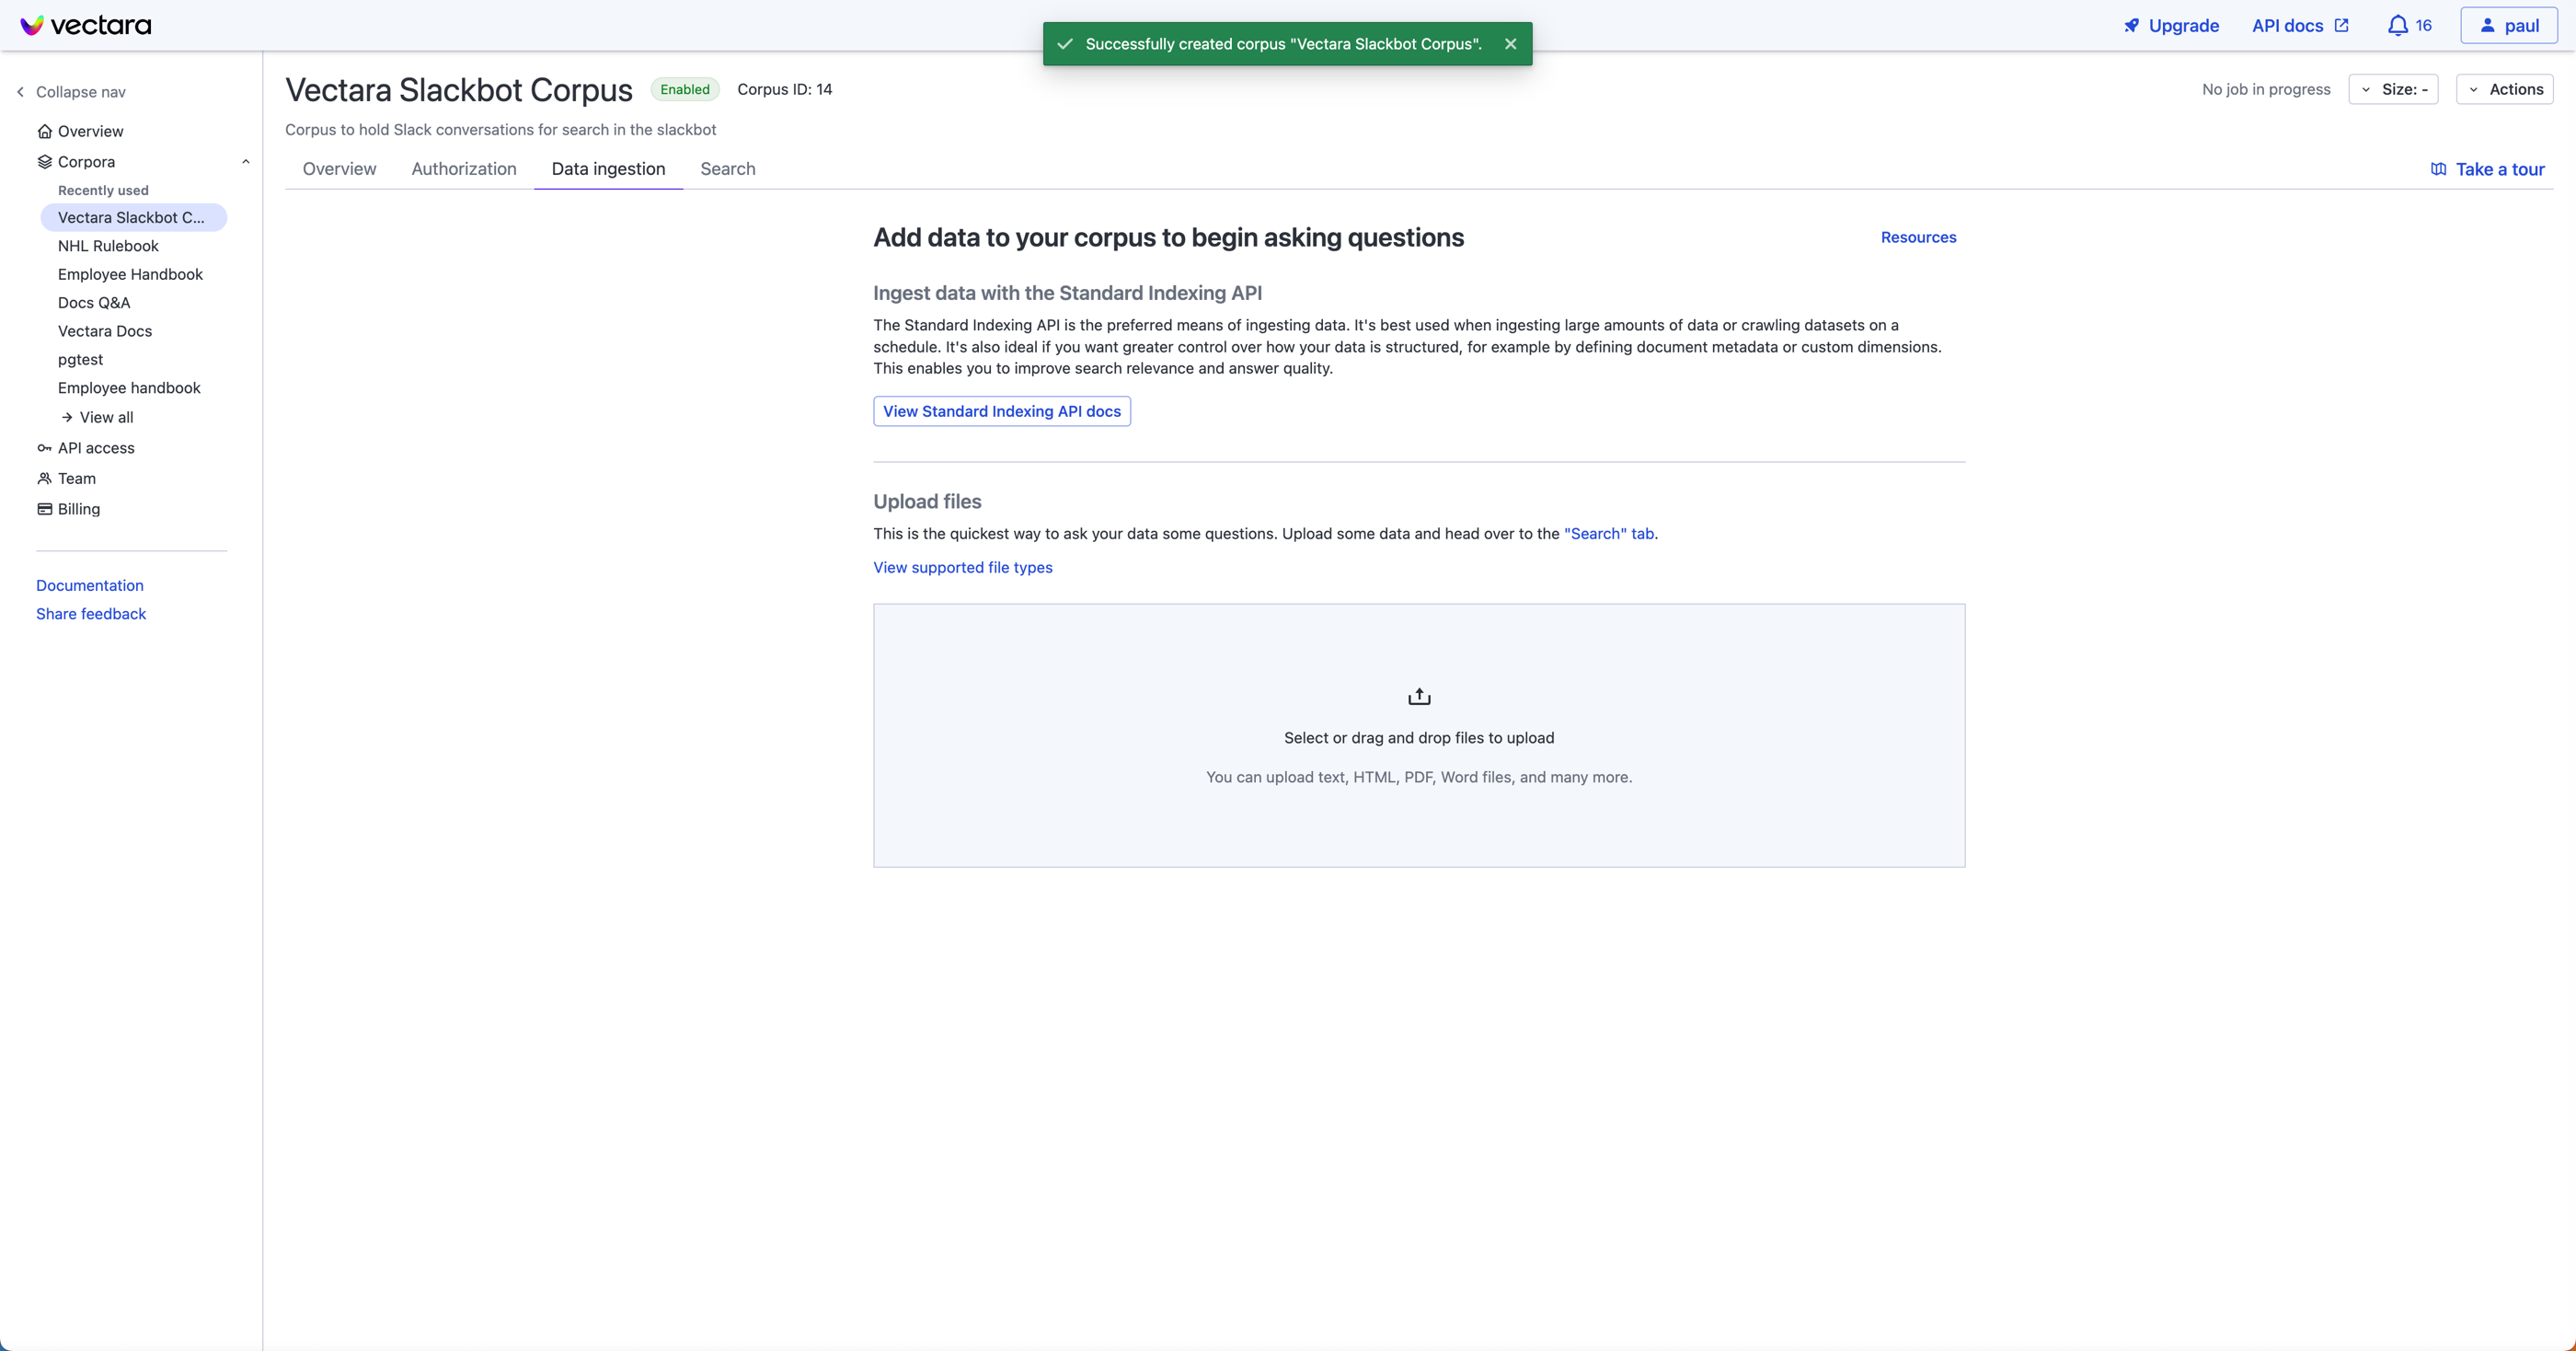 vectara
Successfully created corpus "Vectara Slackbot Corpus".
Upgrade
API docs
16
paul
Collapse nav
Overview
Corpora
Recently used
Vectara Slackbot C...
NHL Rulebook
Employee Handbook
Docs Q&A
Vectara Docs
pgtest
Employee handbook
View all
API access
Team
Billing
Documentation
Share feedback
Vectara Slackbot Corpus
Enabled
Corpus ID: 14
No job in progress
Size: -
Actions
Corpus to hold Slack conversations for search in the slackbot
Overview
Authorization
Data ingestion
Search
Take a tour
Add data to your corpus to begin asking questions
Resources
Ingest data with the Standard Indexing API
The Standard Indexing API is the preferred means of ingesting data. It's best used when ingesting large amounts of data or crawling datasets on a
schedule. It's also ideal if you want greater control over how your data is structured, for example by defining document metadata or custom dimensions.
This enables you to improve search relevance and answer quality.
View Standard Indexing API docs
Upload files
This is the quickest way to ask your data some questions. Upload some data and head over to the "Search" tab.
View supported file types
Select or drag and drop files to upload
You can upload text, HTML, PDF, Word files, and many more.